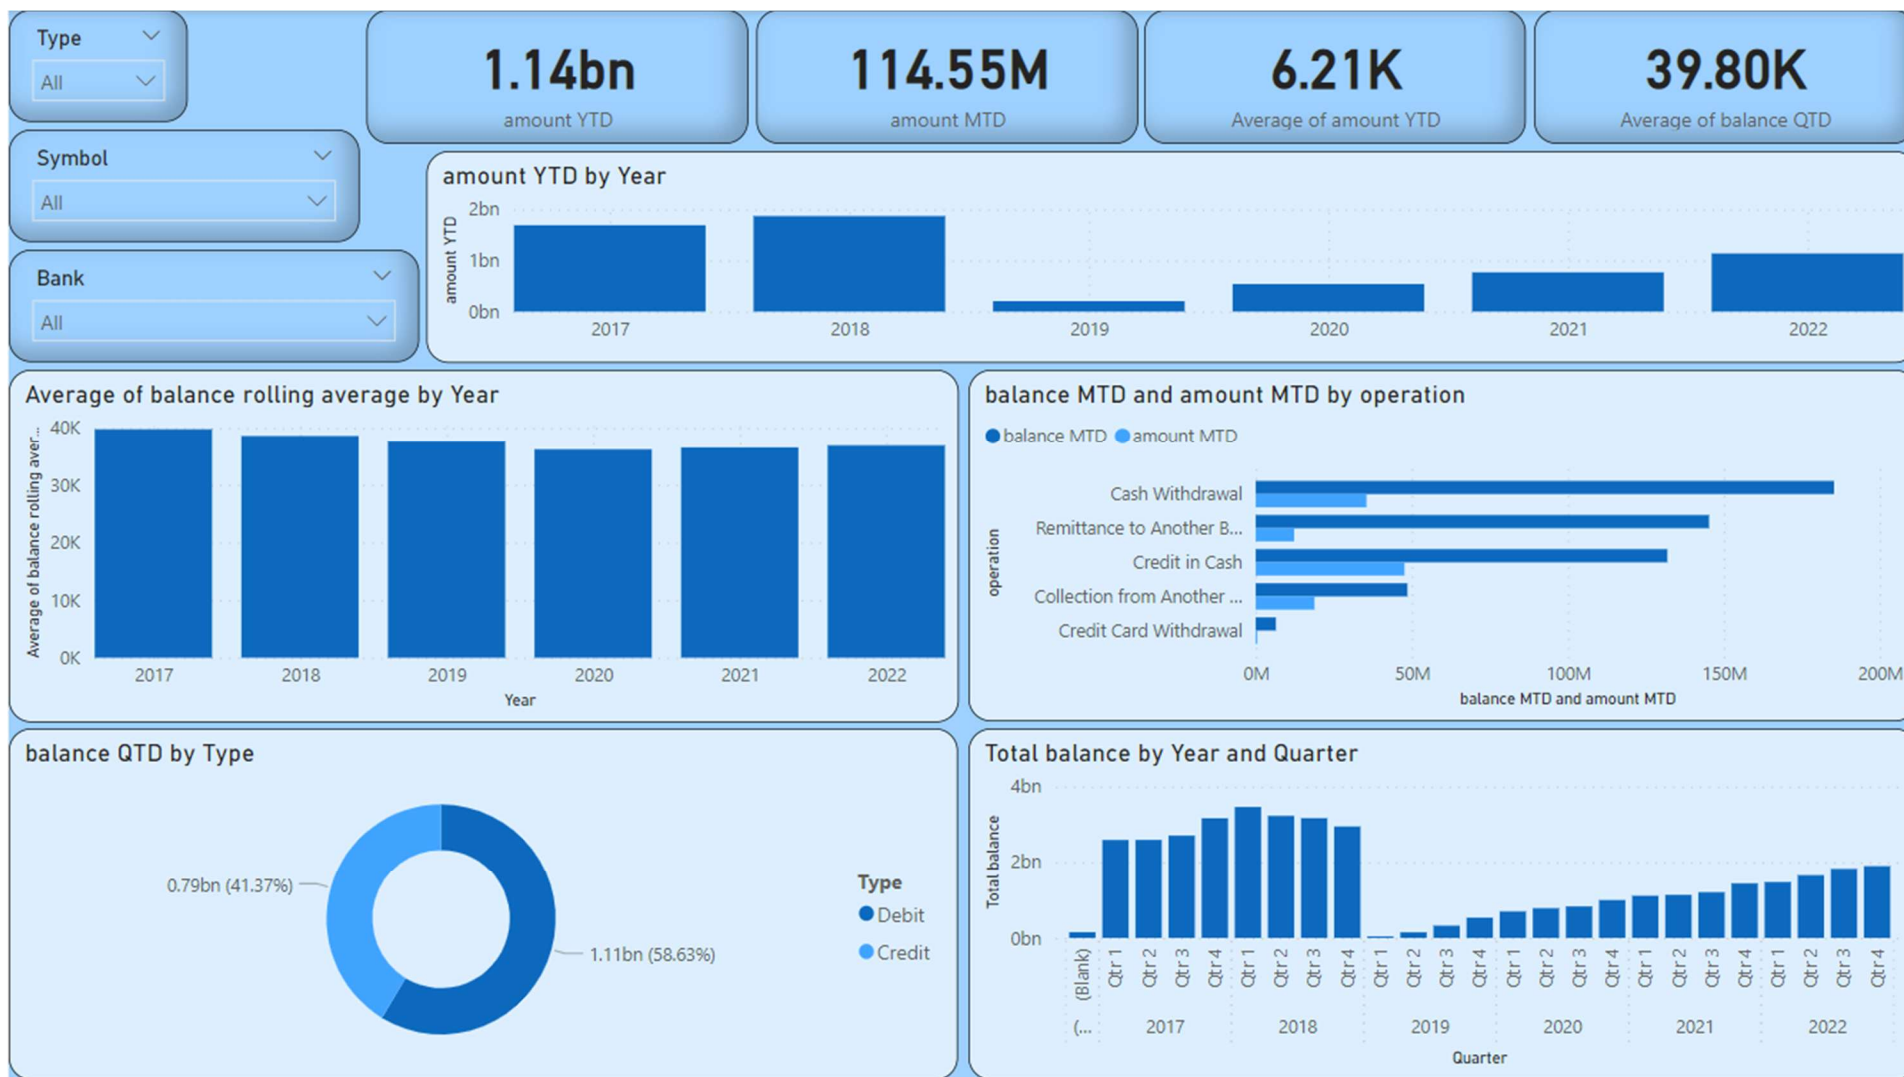 Type
All
Symbol
All
Bank
All
1.14bn
amount YTD
114.55M
amount MTD
6.21K
Average of amount YTD
39.80K
Average of balance QTD
amount YTD by Year
amount YTD
2bn
1bn
0bn
2017 2018 2019 2020 2021 2022
Average of balance rolling average by Year
Average of balance rolling aver...
40K
30K
20K
10K
0K
2017 2018 2019 2020 2021 2022
Year
balance MTD and amount MTD by operation
balance MTD amount MTD
operation
Cash Withdrawal
Remittance to Another B...
Credit in Cash
Collection from Another ...
Credit Card Withdrawal
0M 50M 100M 150M 200M
balance MTD and amount MTD
balance QTD by Type
0.79bn (41.37%)
1.11bn (58.63%)
Type
Debit
Credit
Total balance by Year and Quarter
Total balance
4bn
2bn
0bn
(Blank) Qtr 1 Qtr 2 Qtr 3 Qtr 4 Qtr 1 Qtr 2 Qtr 3 Qtr 4 Qtr 1 Qtr 2 Qtr 3 Qtr 4 Qtr 1 Qtr 2 Qtr 3 Qtr 4 Qtr 1 Qtr 2 Qtr 3 Qtr 4 Qtr 1 Qtr 2 Qtr 3 Qtr 4
(... 2017 2018 2019 2020 2021 2022
Quarter